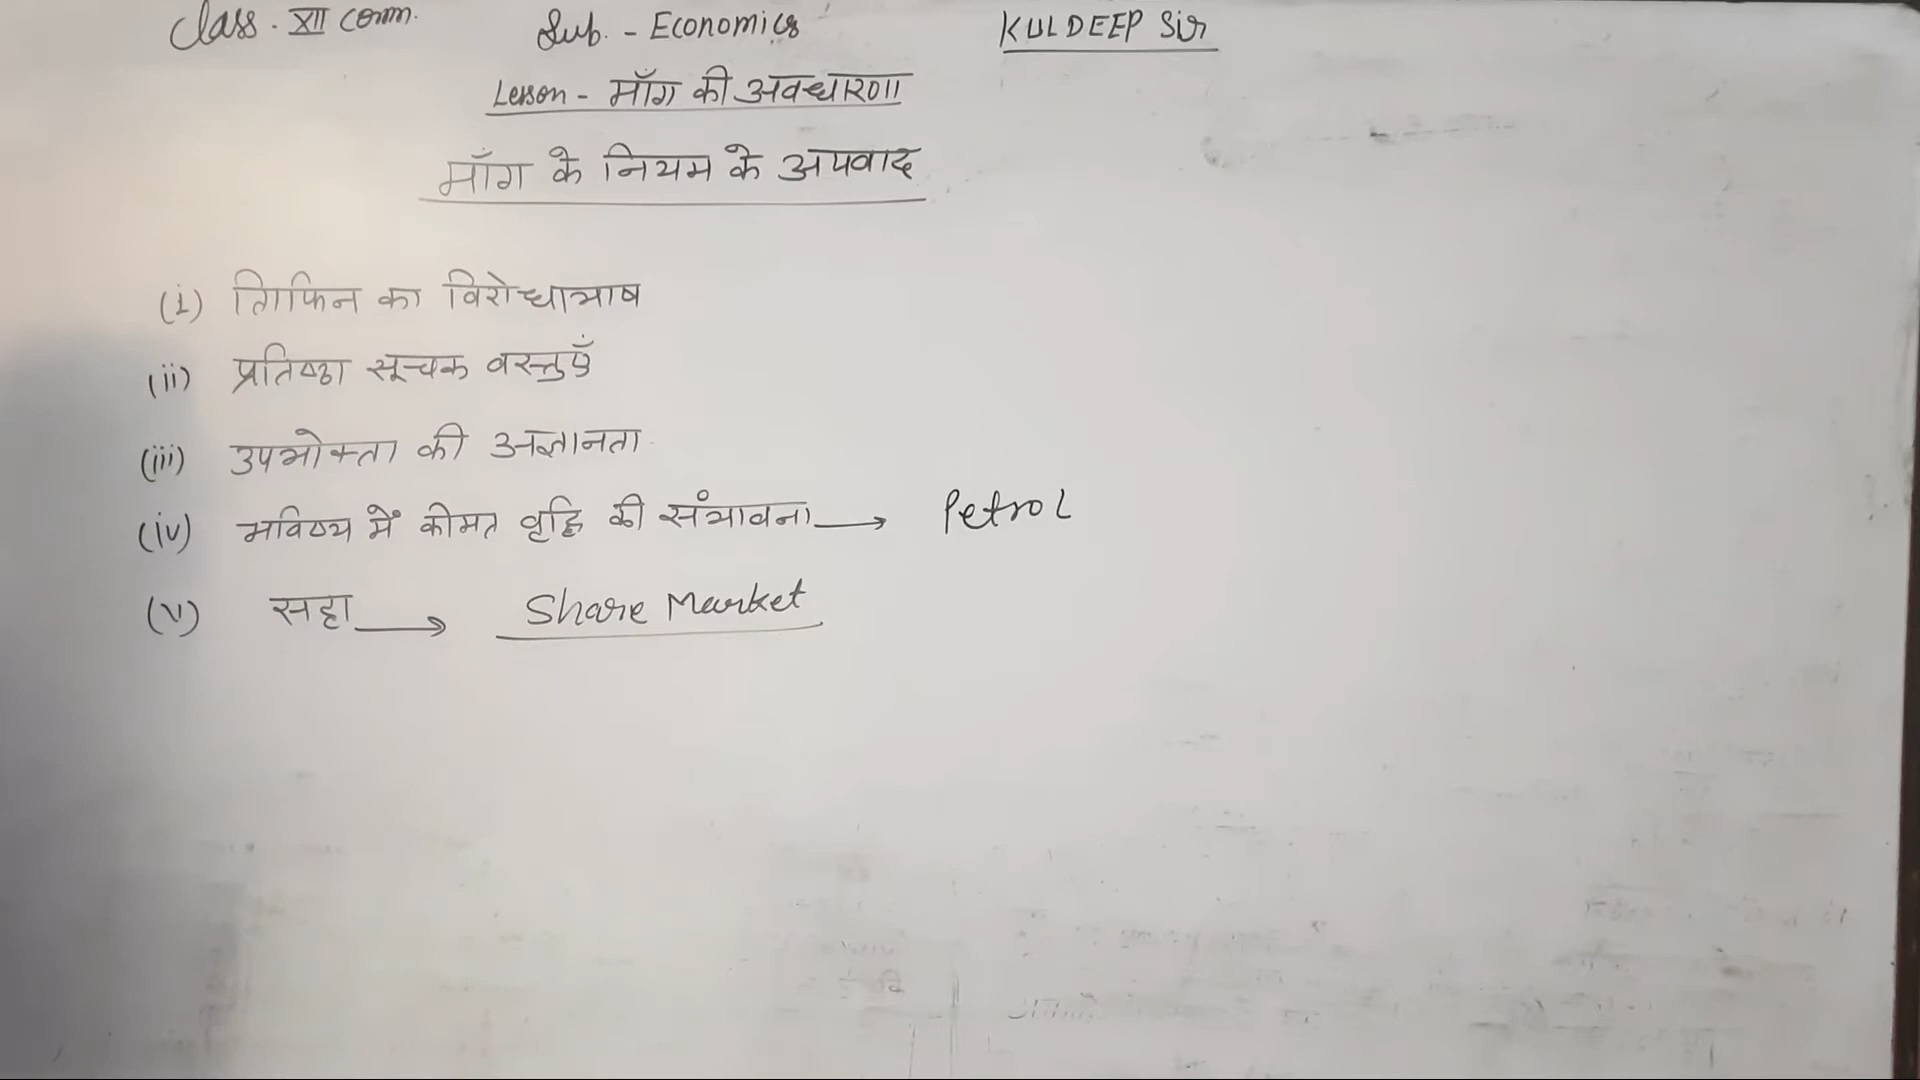 Class. XII comm. Sub. - Economics KULDEEP Sir
Lesson - माँग की अवधारणा
माँग के नियम के अपवाद
(i) गिफिन का विरोधाभाष
(ii) प्रतिष्ठा सूचक वस्तुएँ
(iii) उपभोक्ता की अज्ञानता
(iv) भविष्य में कीमत वृद्धि की संभावना → Petrol
(v) सट्टा → Share Market